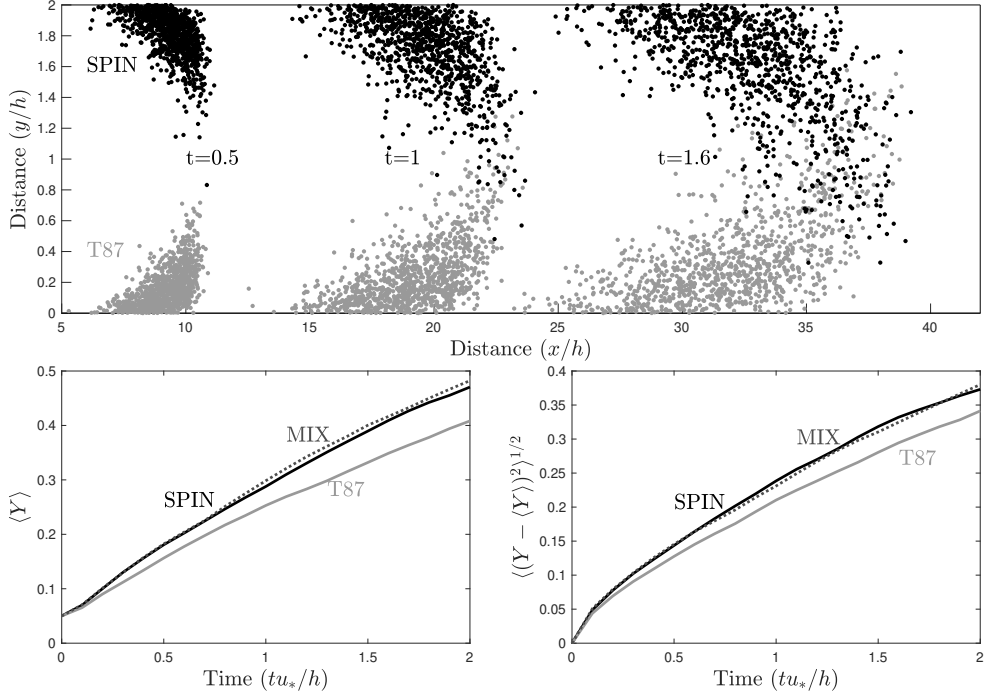 2
1.8
1.6
1.4
1.2
1
0.8
0.6
0.4
0.2
0
Distance (y/h)
SPIN
T87
t=0.5
t=1
t=1.6
5 10 15 20 25 30 35 40
Distance (x/h)
0.5
0.4
0.3
0.2
0.1
0
⟨Y⟩
MIX
SPIN
T87
0 0.5 1 1.5 2
Time (tu∗/h)
0.4
0.35
0.3
0.25
0.2
0.15
0.1
0.05
0
⟨(Y − ⟨Y⟩)²⟩^{1/2}
MIX
SPIN
T87
0 0.5 1 1.5 2
Time (tu∗/h)